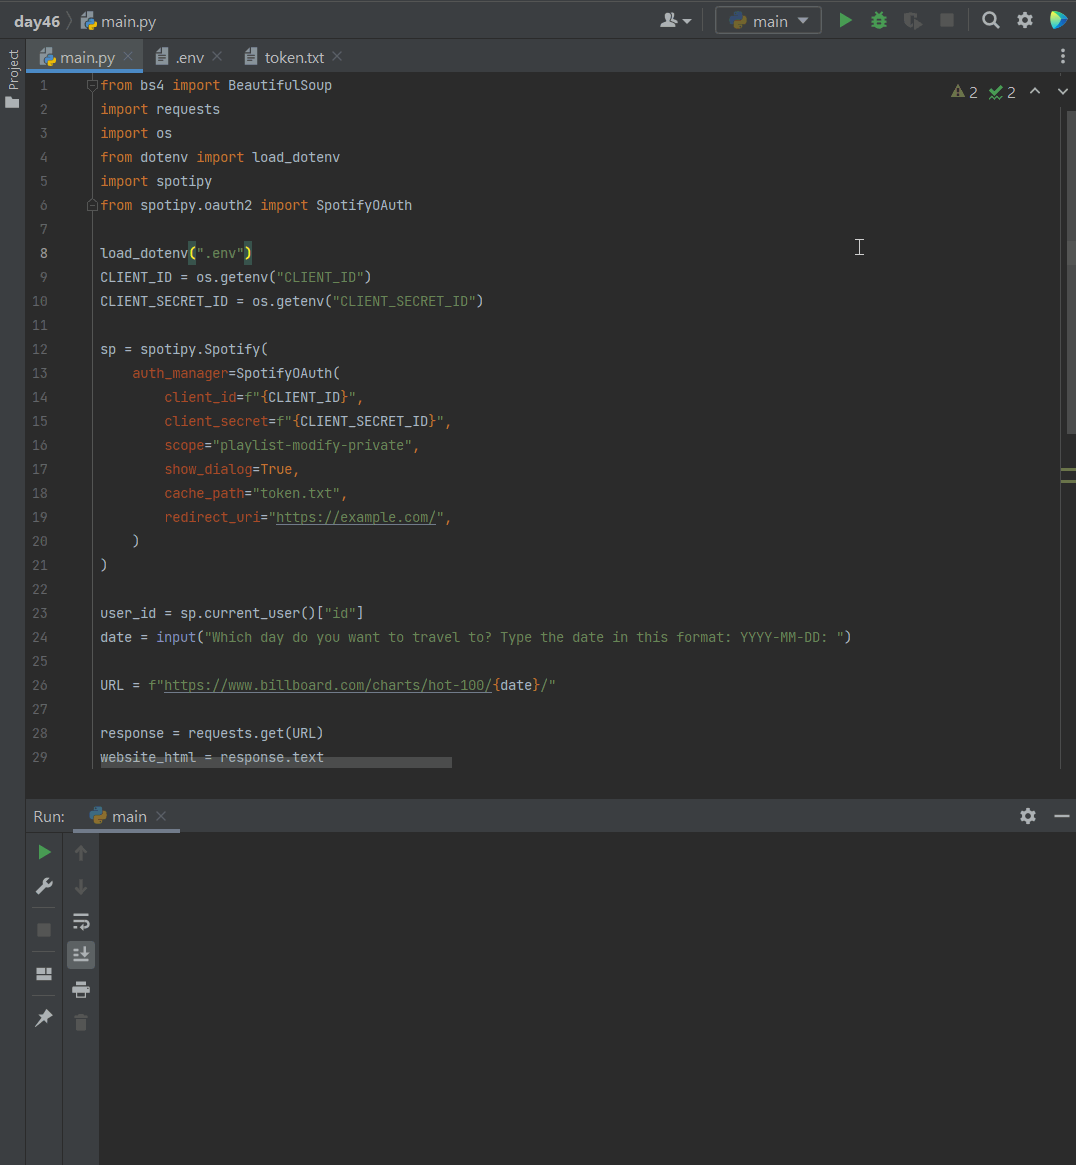 day46 main.py
main
Project
main.py
.env
token.txt
2 2
1 from bs4 import BeautifulSoup
2 import requests
3 import os
4 from dotenv import load_dotenv
5 import spotipy
6 from spotipy.oauth2 import SpotifyOAuth
7
8 load_dotenv(".env")
9 CLIENT_ID = os.getenv("CLIENT_ID")
10 CLIENT_SECRET_ID = os.getenv("CLIENT_SECRET_ID")
11
12 sp = spotipy.Spotify(
13     auth_manager=SpotifyOAuth(
14         client_id=f"{CLIENT_ID}",
15         client_secret=f"{CLIENT_SECRET_ID}",
16         scope="playlist-modify-private",
17         show_dialog=True,
18         cache_path="token.txt",
19         redirect_uri="https://example.com/",
20     )
21 )
22
23 user_id = sp.current_user()["id"]
24 date = input("Which day do you want to travel to? Type the date in this format: YYYY-MM-DD: ")
25
26 URL = f"https://www.billboard.com/charts/hot-100/{date}/"
27
28 response = requests.get(URL)
29 website_html = response.text
Run: main